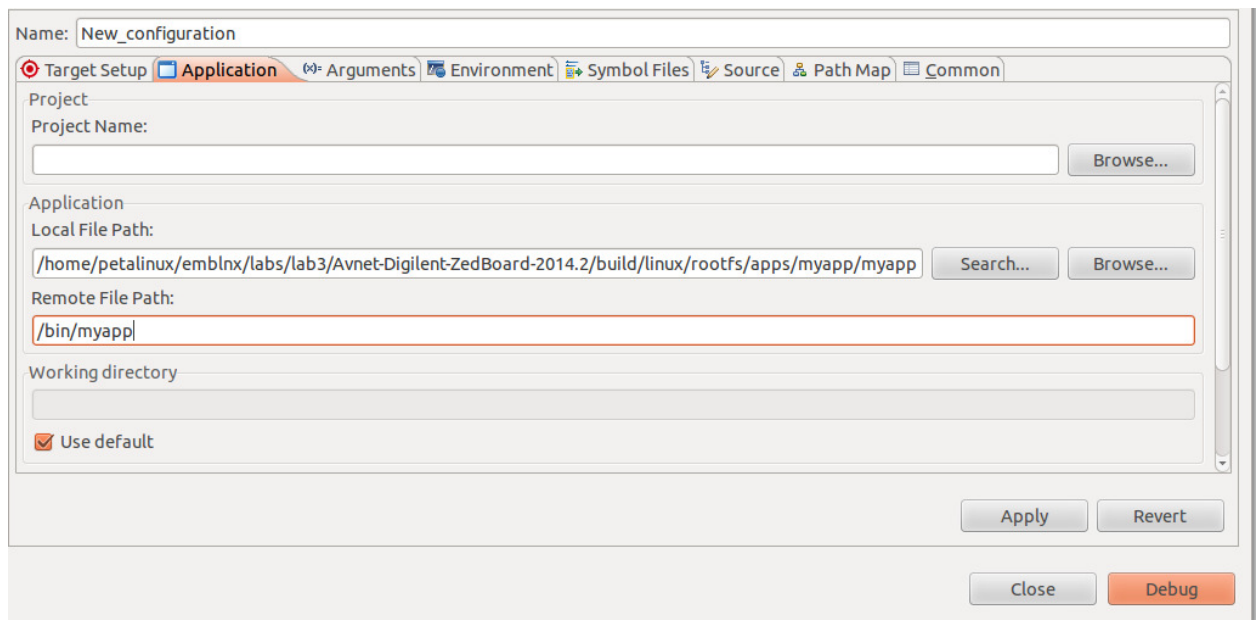 Name: New_configuration
Target Setup Application (x)= Arguments Environment Symbol Files Source Path Map Common
Project
Project Name:
Browse...
Application
Local File Path:
/home/petalinux/emblnx/labs/lab3/Avnet-Digilent-ZedBoard-2014.2/build/linux/rootfs/apps/myapp/myapp Search... Browse...
Remote File Path:
/bin/myapp
Working directory
Use default
Apply Revert
Close Debug